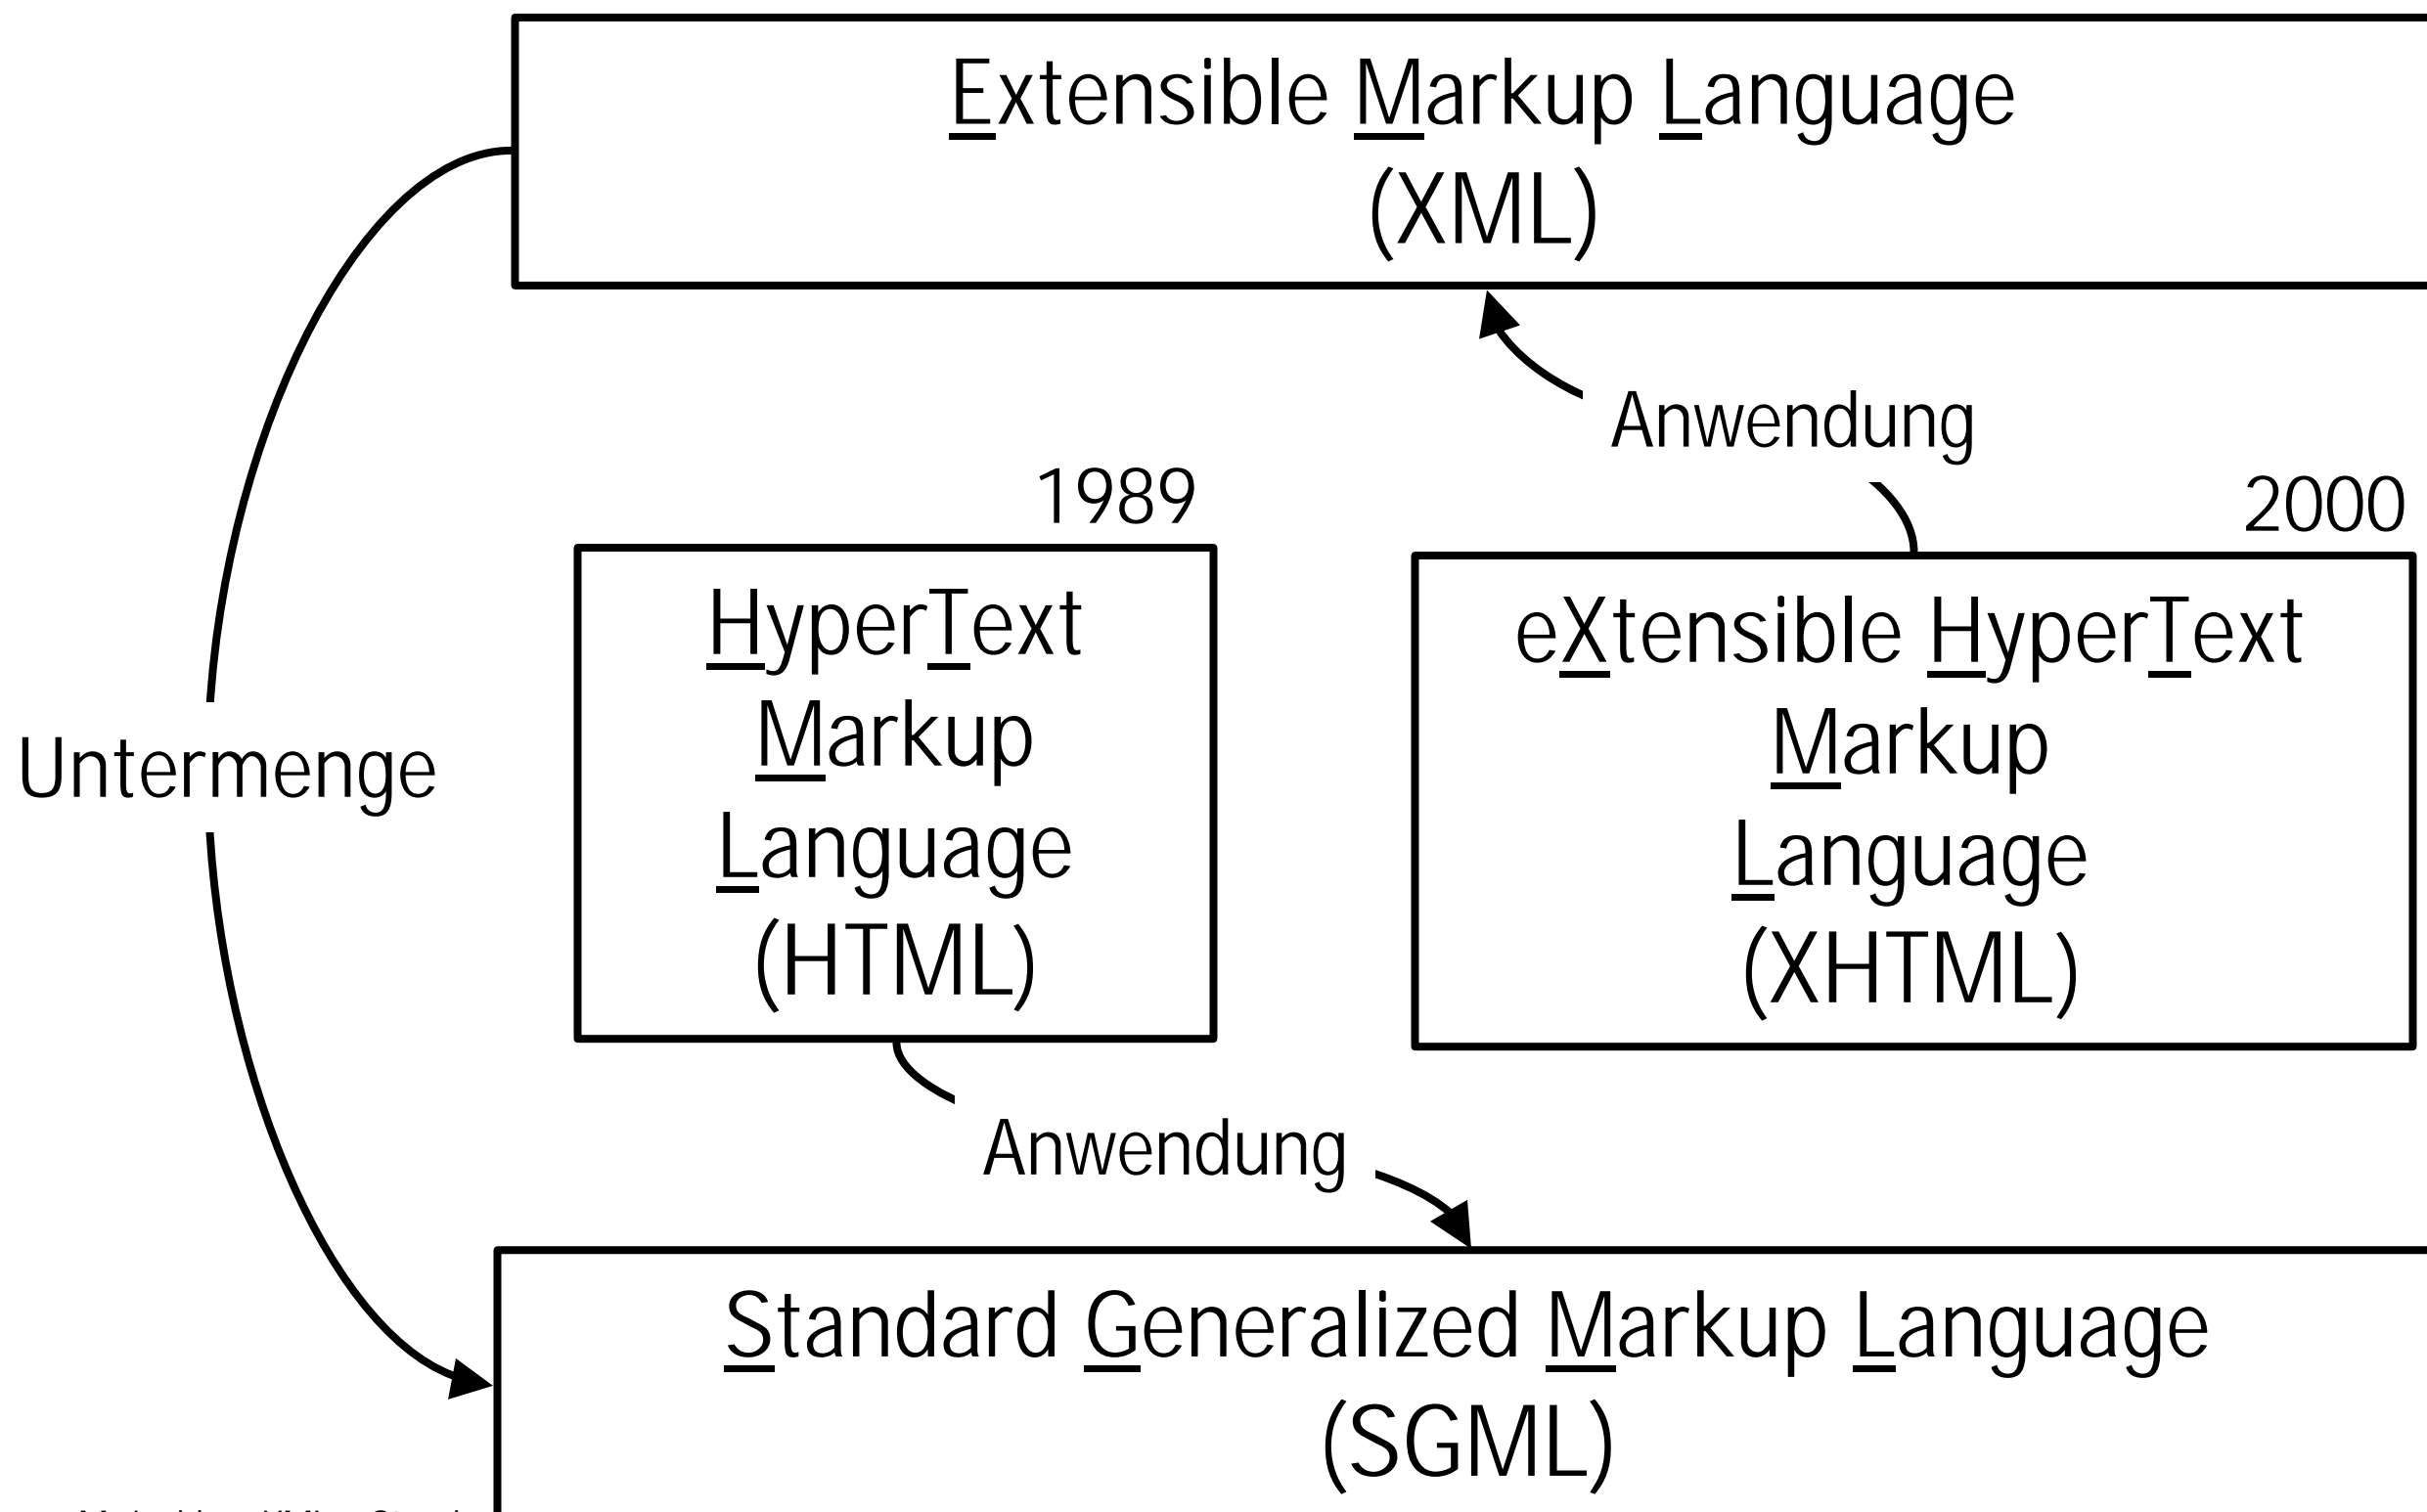 Extensible Markup Language
(XML)
Anwendung
1989
2000
HyperText
Markup
Language
(HTML)
eXtensible HyperText
Markup
Language
(XHTML)
Untermenge
Anwendung
Standard Generalized Markup Language
(SGML)